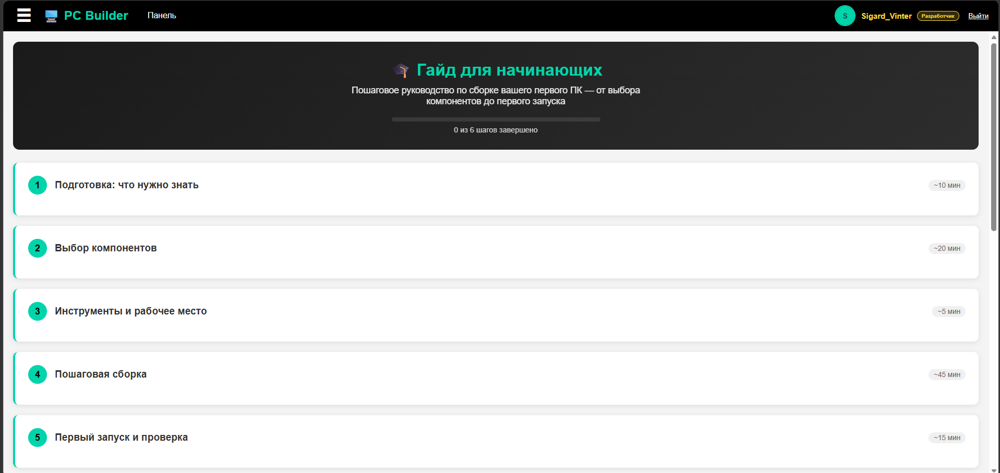 PC Builder
Панель
S
Sigard_Vinter
Разработчик
Выйти
Гайд для начинающих
Пошаговое руководство по сборке вашего первого ПК — от выбора
компонентов до первого запуска
0 из 6 шагов завершено
1 Подготовка: что нужно знать ~10 мин
2 Выбор компонентов ~20 мин
3 Инструменты и рабочее место ~5 мин
4 Пошаговая сборка ~45 мин
5 Первый запуск и проверка ~15 мин